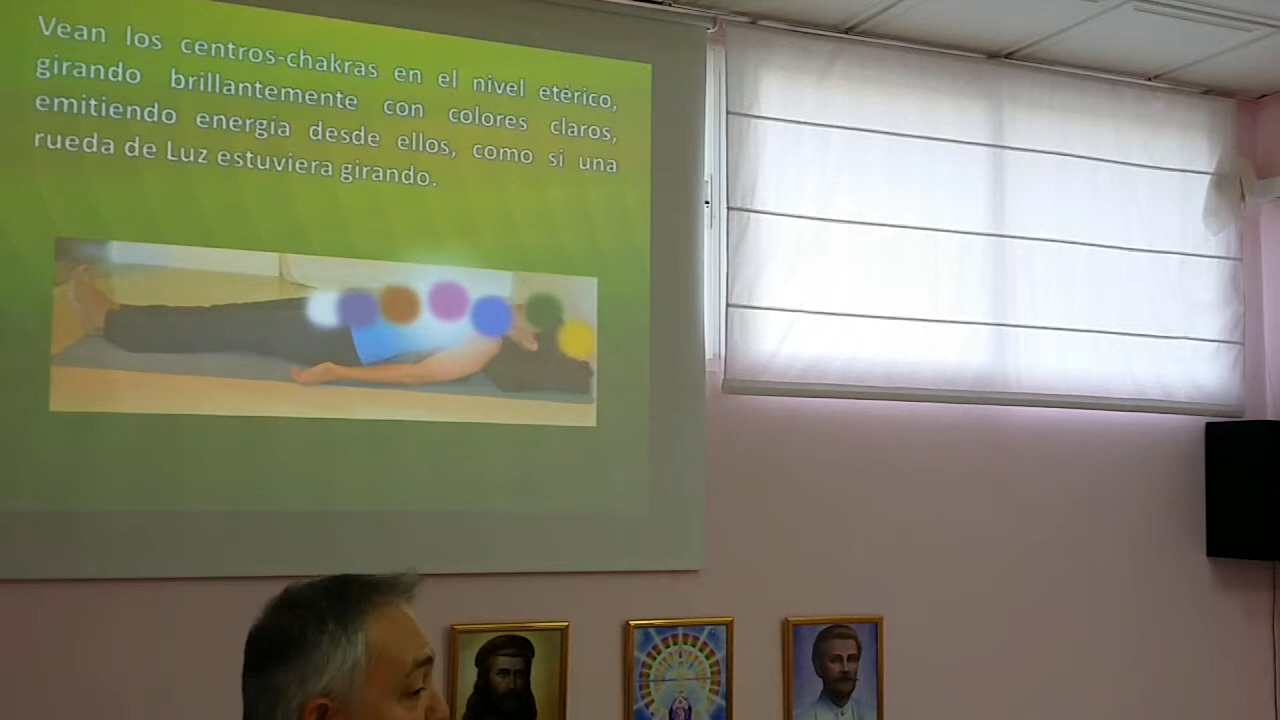 Vean los centros-chakras en el nivel etérico,
girando brillantemente con colores claros,
emitiendo energía desde ellos, como si una
rueda de Luz estuviera girando.